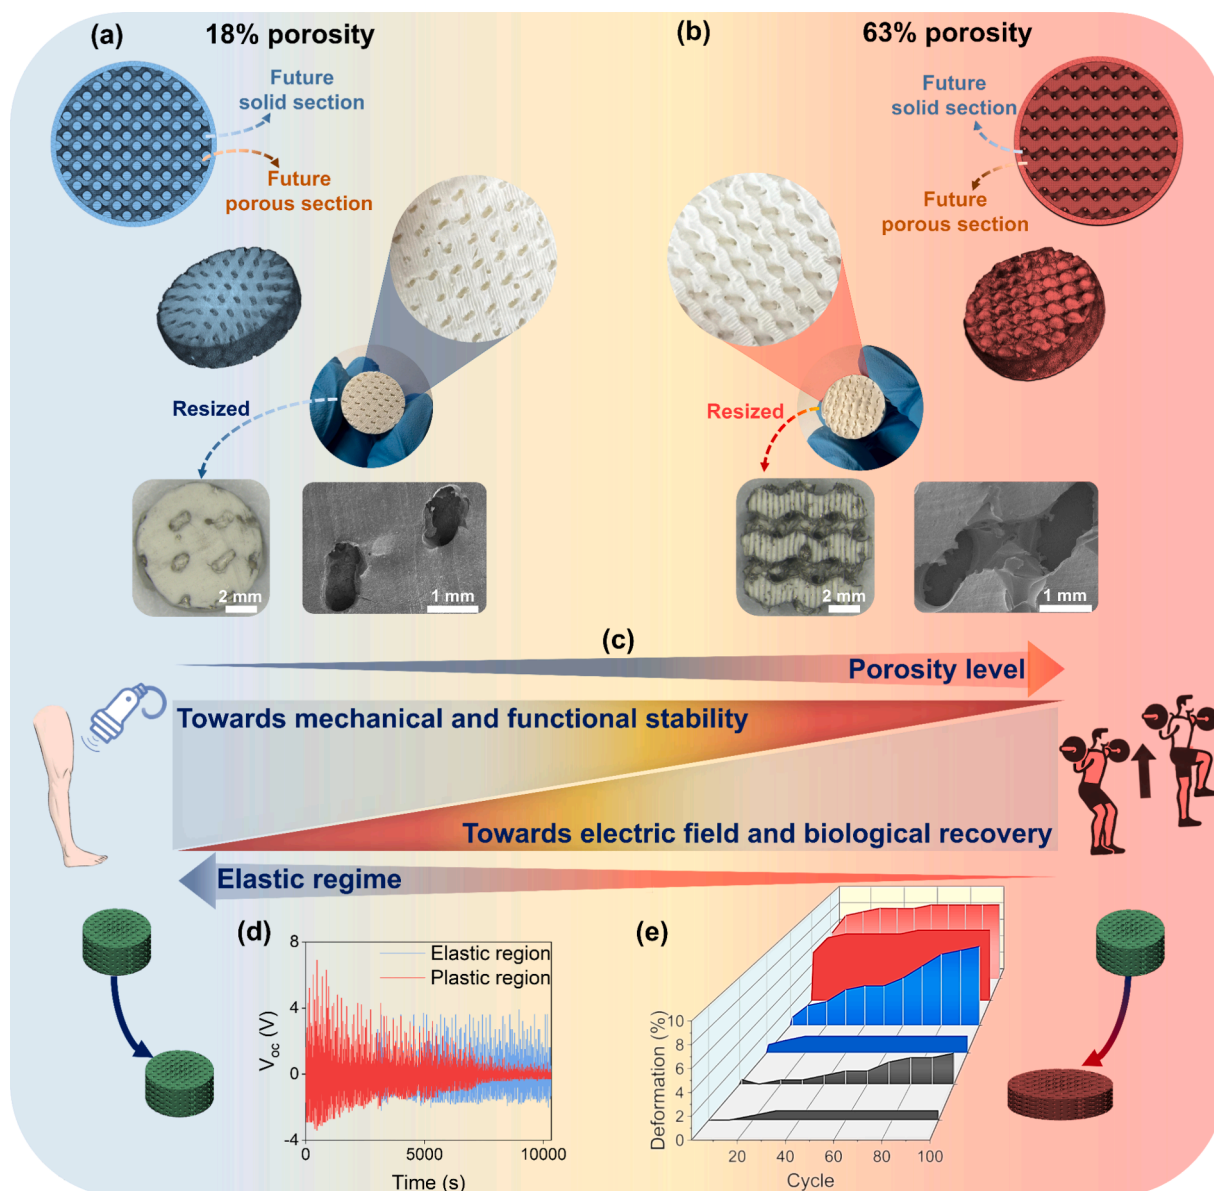 (a)
18% porosity
Future
solid section
Future
porous section
Resized
2 mm
1 mm
(b)
63% porosity
Future
solid section
Future
porous section
Resized
2 mm
1 mm
(c)
Porosity level
Towards mechanical and functional stability
Towards electric field and biological recovery
Elastic regime
(d)
Elastic region
Plastic region
8
4
0
-4
Voc (V)
0
5000
10000
Time (s)
(e)
10
8
6
4
2
0
Deformation (%)
20
40
60
80
100
Cycle